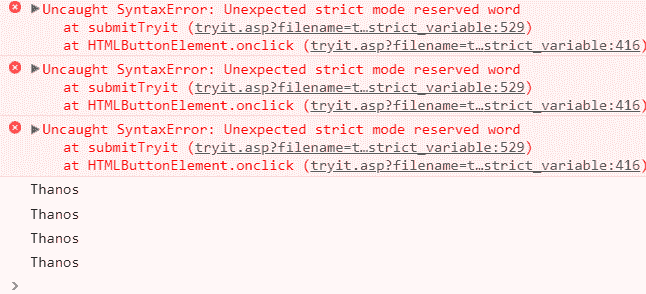 Uncaught SyntaxError: Unexpected strict mode reserved word
at submitTryit (tryit.asp?filename=t…strict_variable:529)
at HTMLButtonElement.onclick (tryit.asp?filename=t…strict_variable:416)
Uncaught SyntaxError: Unexpected strict mode reserved word
at submitTryit (tryit.asp?filename=t…strict_variable:529)
at HTMLButtonElement.onclick (tryit.asp?filename=t…strict_variable:416)
Uncaught SyntaxError: Unexpected strict mode reserved word
at submitTryit (tryit.asp?filename=t…strict_variable:529)
at HTMLButtonElement.onclick (tryit.asp?filename=t…strict_variable:416)
Thanos
Thanos
Thanos
Thanos